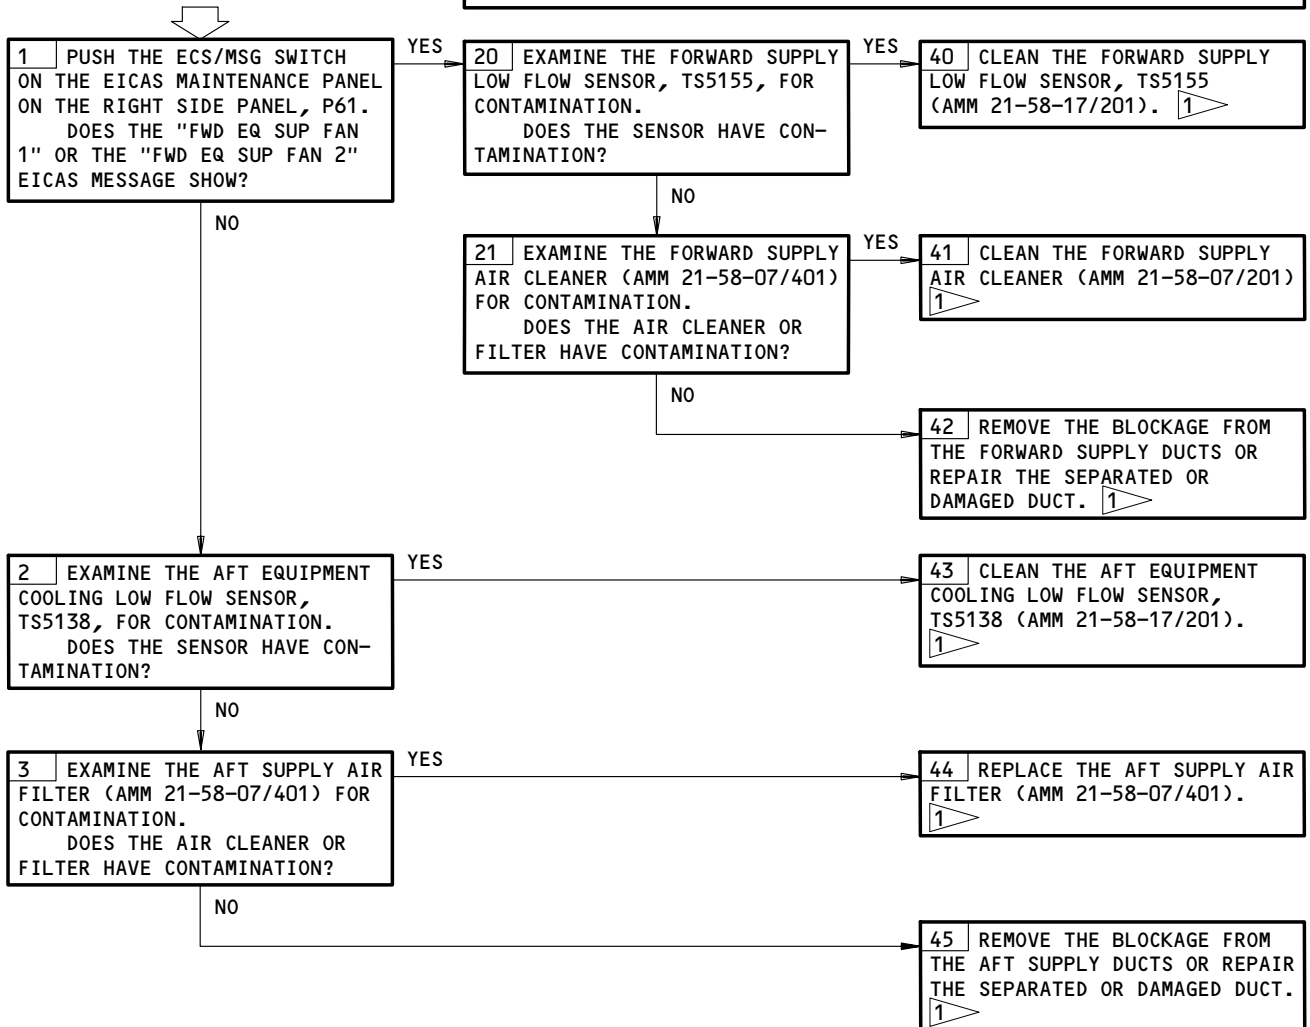 1 PUSH THE ECS/MSG SWITCH
ON THE EICAS MAINTENANCE PANEL
ON THE RIGHT SIDE PANEL, P61.
DOES THE "FWD EQ SUP FAN
1" OR THE "FWD EQ SUP FAN 2"
EICAS MESSAGE SHOW?
YES
20 EXAMINE THE FORWARD SUPPLY
LOW FLOW SENSOR, TS5155, FOR
CONTAMINATION.
DOES THE SENSOR HAVE CON-
TAMINATION?
YES
40 CLEAN THE FORWARD SUPPLY
LOW FLOW SENSOR, TS5155
(AMM 21-58-17/201). 1
NO
NO
21 EXAMINE THE FORWARD SUPPLY
AIR CLEANER (AMM 21-58-07/401)
FOR CONTAMINATION.
DOES THE AIR CLEANER OR
FILTER HAVE CONTAMINATION?
YES
41 CLEAN THE FORWARD SUPPLY
AIR CLEANER (AMM 21-58-07/201)
1
NO
42 REMOVE THE BLOCKAGE FROM
THE FORWARD SUPPLY DUCTS OR
REPAIR THE SEPARATED OR
DAMAGED DUCT. 1
2 EXAMINE THE AFT EQUIPMENT
COOLING LOW FLOW SENSOR,
TS5138, FOR CONTAMINATION.
DOES THE SENSOR HAVE CON-
TAMINATION?
YES
43 CLEAN THE AFT EQUIPMENT
COOLING LOW FLOW SENSOR,
TS5138 (AMM 21-58-17/201).
1
NO
3 EXAMINE THE AFT SUPPLY AIR
FILTER (AMM 21-58-07/401) FOR
CONTAMINATION.
DOES THE AIR CLEANER OR
FILTER HAVE CONTAMINATION?
YES
44 REPLACE THE AFT SUPPLY AIR
FILTER (AMM 21-58-07/401).
1
NO
45 REMOVE THE BLOCKAGE FROM
THE AFT SUPPLY DUCTS OR REPAIR
THE SEPARATED OR DAMAGED DUCT.
1